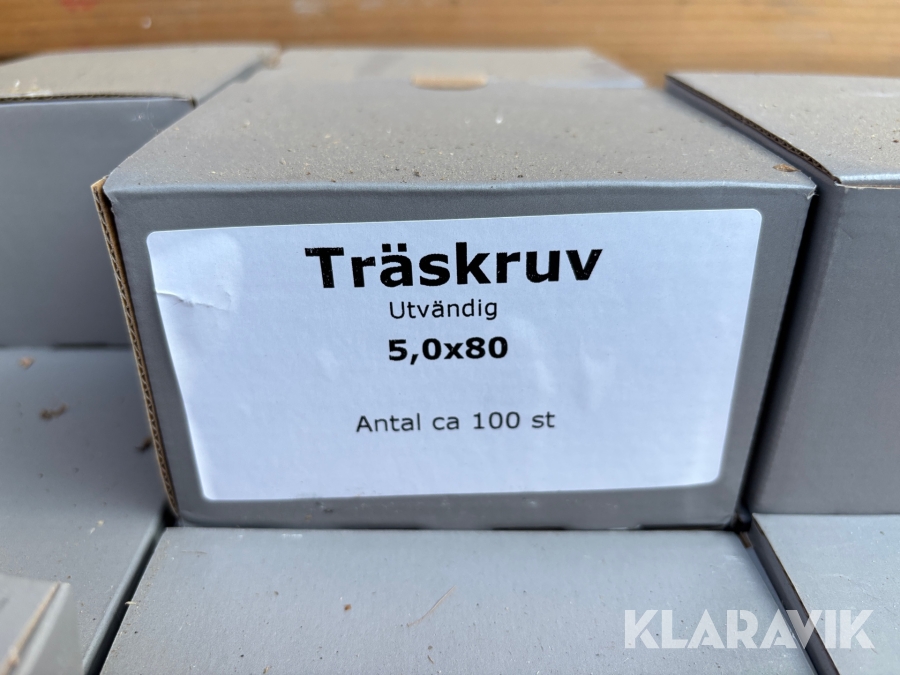 Träskruv
Utvändig
5,0x80
Antal ca 100 st
KLARAVIK